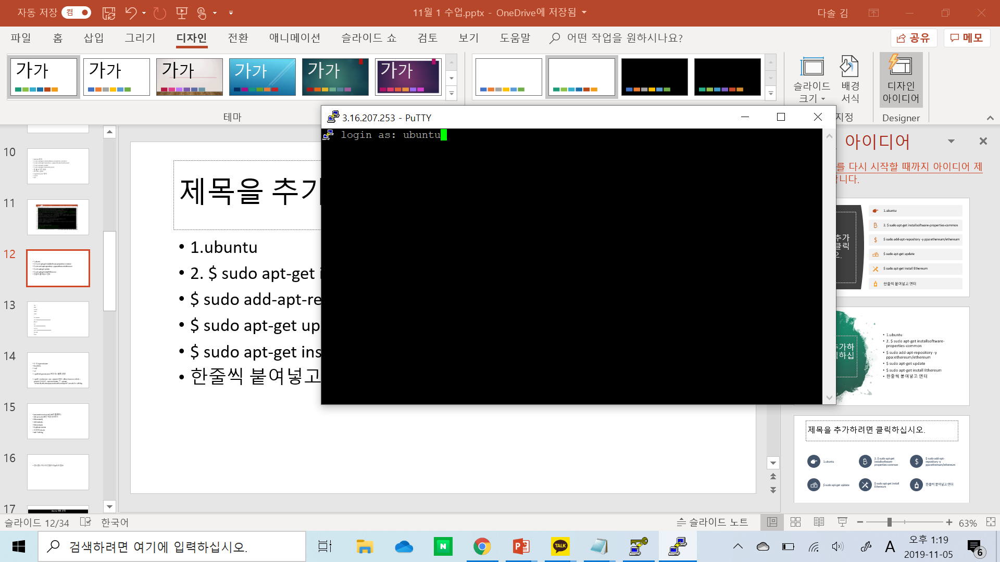 자동 저장 켬
11월 1 수업.pptx - OneDrive에 저장됨
다솔 김
파일 홈 삽입 그리기 디자인 전환 애니메이션 슬라이드 쇼 검토 보기 도움말 어떤 작업을 원하시나요? 공유 메모
가가 가가 가가 가가 가가 가가
슬라이드 크기
배경 서식
디자인 아이디어
테마
지정
Designer
3.16.207.253 - PuTTY
login as: ubuntu
아이디어
를 다시 시작할 때까지 아이디어 제
니다.
10
11
12
13
14
15
16
17
제목을 추가
• 1.ubuntu
• 2. $ sudo apt-get i
• $ sudo add-apt-re
• $ sudo apt-get up
• $ sudo apt-get ins
• 한줄씩 붙여넣고
1.ubuntu
2. $ sudo apt-get installsoftware-properties-common
$ sudo add-apt-repository -y ppa:ethereum/ethereum
$ sudo apt-get update
$ sudo apt-get install Ethereum
한줄씩 붙여넣고 엔터
• 1.ubuntu
• 2. $ sudo apt-get installsoftware-
properties-common
• $ sudo add-apt-repository -y
ppa:ethereum/ethereum
• $ sudo apt-get update
• $ sudo apt-get install Ethereum
• 한줄씩 붙여넣고 엔터
제목을 추가하려면 클릭하십시오.
1.ubuntu
2. $ sudo apt-get
installsoftware-
properties-common
$ sudo add-apt-
repository -y
ppa:ethereum/ethereum
$ sudo apt-get update
$ sudo apt-get install
Ethereum
한줄씩 붙여넣고 엔터
슬라이드 12/34 한국어
슬라이드 노트
63%
검색하려면 여기에 입력하십시오.
N
TALK
A
오후 1:19
2019-11-05
6